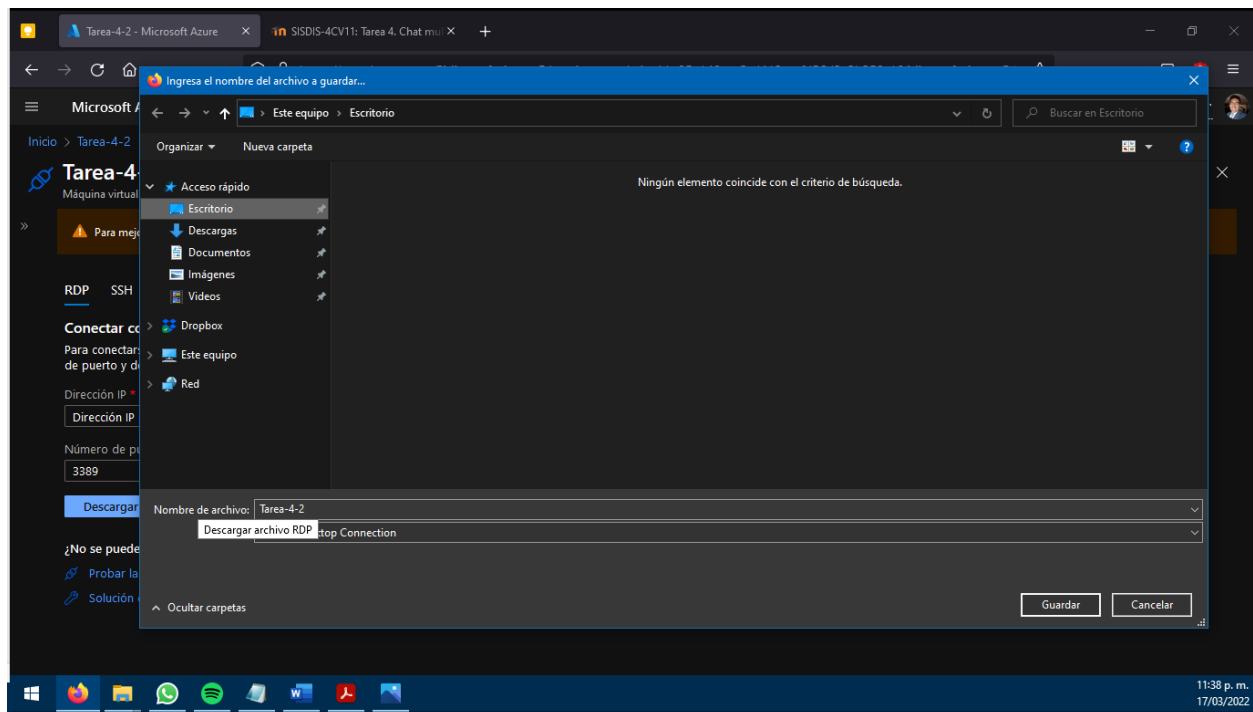 Tarea-4-2 - Microsoft Azure
SISDIS-4CV11: Tarea 4. Chat mul
Ingresa el nombre del archivo a guardar...
Microsoft
Este equipo > Escritorio
Buscar en Escritorio
Inicio > Tarea-4-2
Organizar
Nueva carpeta
Tarea-4-
Máquina virtual
Acceso rápido
Ningún elemento coincide con el criterio de búsqueda.
Escritorio
Descargas
Para mejo
Documentos
Imágenes
RDP SSH
Videos
Conectar co
Dropbox
Para conectars
Este equipo
de puerto y de
Red
Dirección IP *
Dirección IP
Número de pu
3389
Descargar
Nombre de archivo: Tarea-4-2
Descargar archivo RDP
top Connection
¿No se puede
Probar la
Solución
Ocultar carpetas
Guardar
Cancelar
11:38 p. m.
17/03/2022